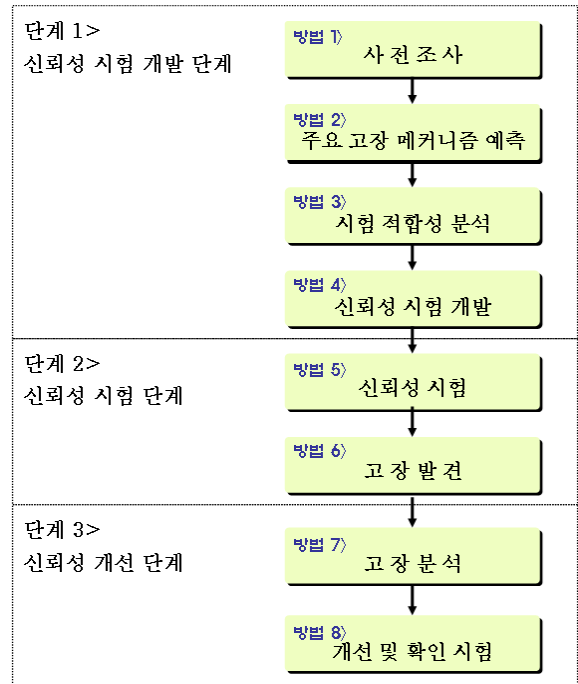 단계 1>
신뢰성 시험 개발 단계
방법 1>
사 전 조 사
방법 2>
주요 고장 메커니즘 예측
방법 3>
시험 적합성 분석
방법 4>
신뢰성 시험 개발
단계 2>
신뢰성 시험 단계
방법 5>
신뢰성 시험
방법 6>
고 장 발 견
단계 3>
신뢰성 개선 단계
방법 7>
고 장 분 석
방법 8>
개선 및 확인 시험